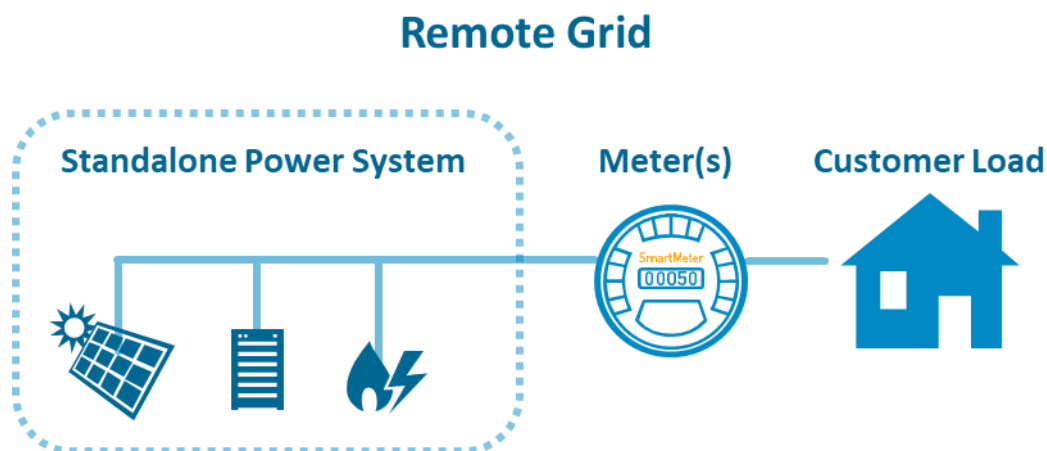 Remote Grid
Standalone Power System
Meter(s)
Customer Load
SmartMeter
00050